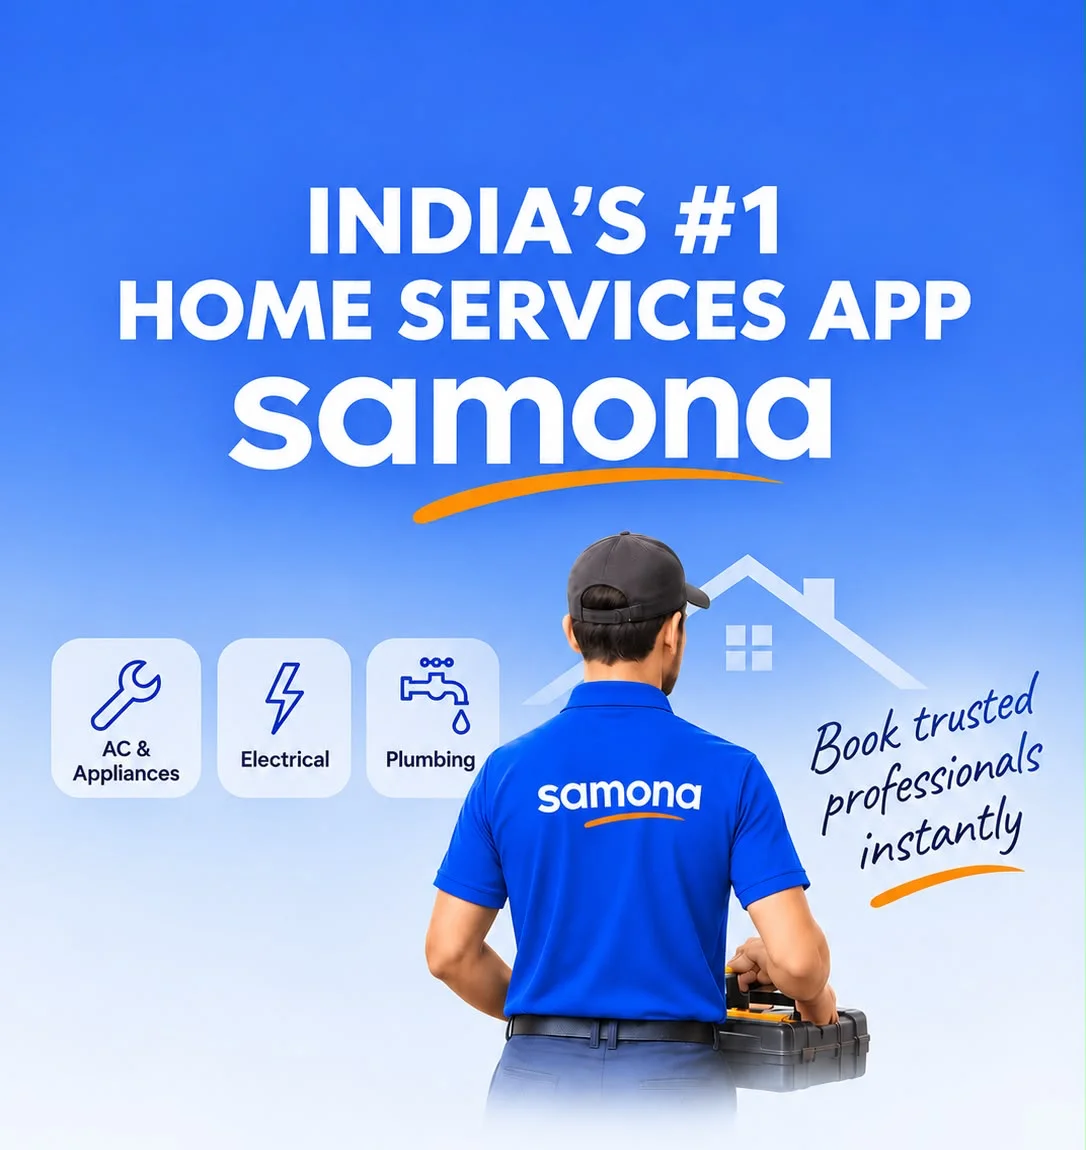 INDIA'S #1
HOME SERVICES APP
samona
AC &
Appliances
Electrical
Plumbing
samona
Book trusted
professionals
instantly